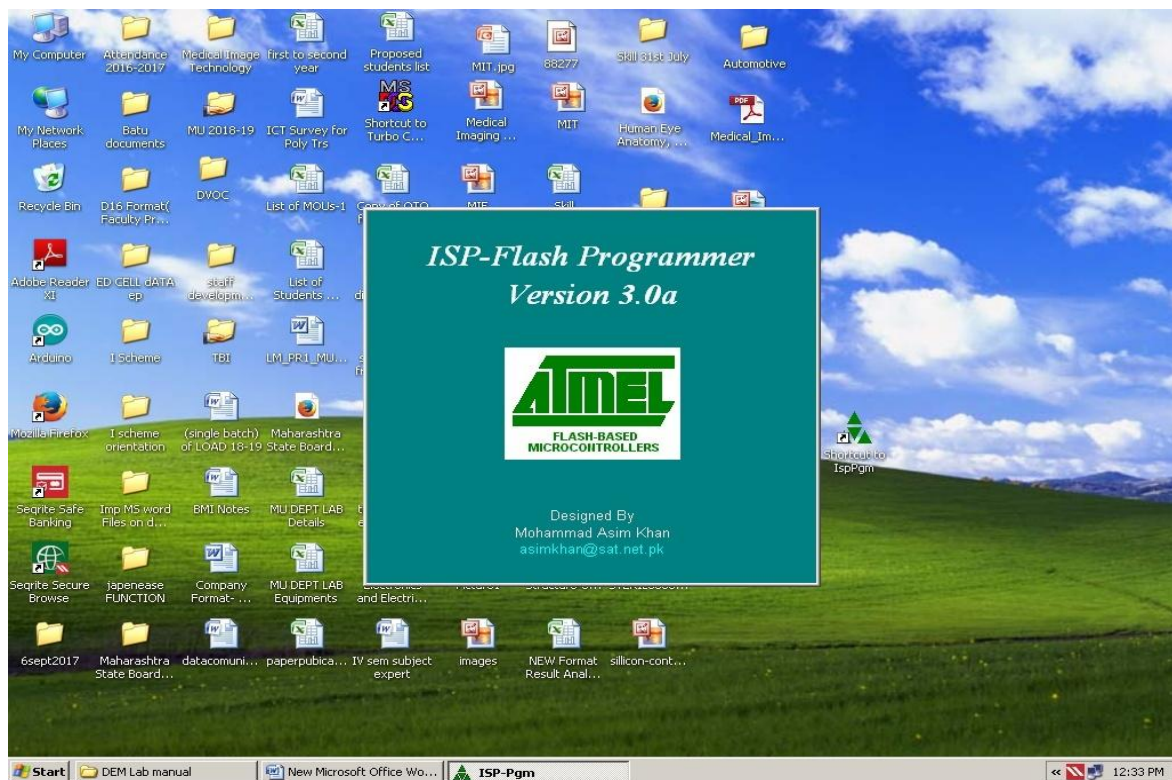 My Computer
Attendance
2016-2017
Medical Image
Technology
first to second
year
Proposed
students list
MIT.jpg
88277
Skill 31st July
Automotive
My Network
Places
Batu
documents
MU 2018-19
ICT Survey for
Poly Trs
Shortcut to
Turbo C...
Medical
Imaging ...
MIT
Human Eye
Anatomy, ...
Medical_Im...
Recycle Bin
D16 Format(
Faculty Pr...
DVOC
List of MOUs-1
Copy of OTO
MIE
Skill
ISP-Flash Programmer
Version 3.0a
ATMEL
FLASH-BASED
MICROCONTROLLERS
Designed By
Mohammad Asim Khan
asimkhan@sat.net.pk
Adobe Reader
XI
ED CELL dATA
ep
staff
developm...
List of
Students ...
Arduino
I Scheme
TBI
LM_PR1_MU...
Mozilla Firefox
I scheme
orientation
(single batch)
of LOAD 18-19
Maharashtra
State Board...
Shortcut to
IspPgm
Seqrite Safe
Banking
Imp MS word
Files on d...
BMI Notes
MU DEPT LAB
Details
Seqrite Secure
Browse
japenease
FUNCTION
Company
Format- ...
MU DEPT LAB
Equipments
and Electri...
6sept2017
Maharashtra
State Board...
datacomuni...
paperpubica...
IV sem subject
expert
images
NEW Format
Result Anal...
sillicon-cont...
Start
DEM Lab manual
New Microsoft Office Wo...
ISP-Pgm
12:33 PM